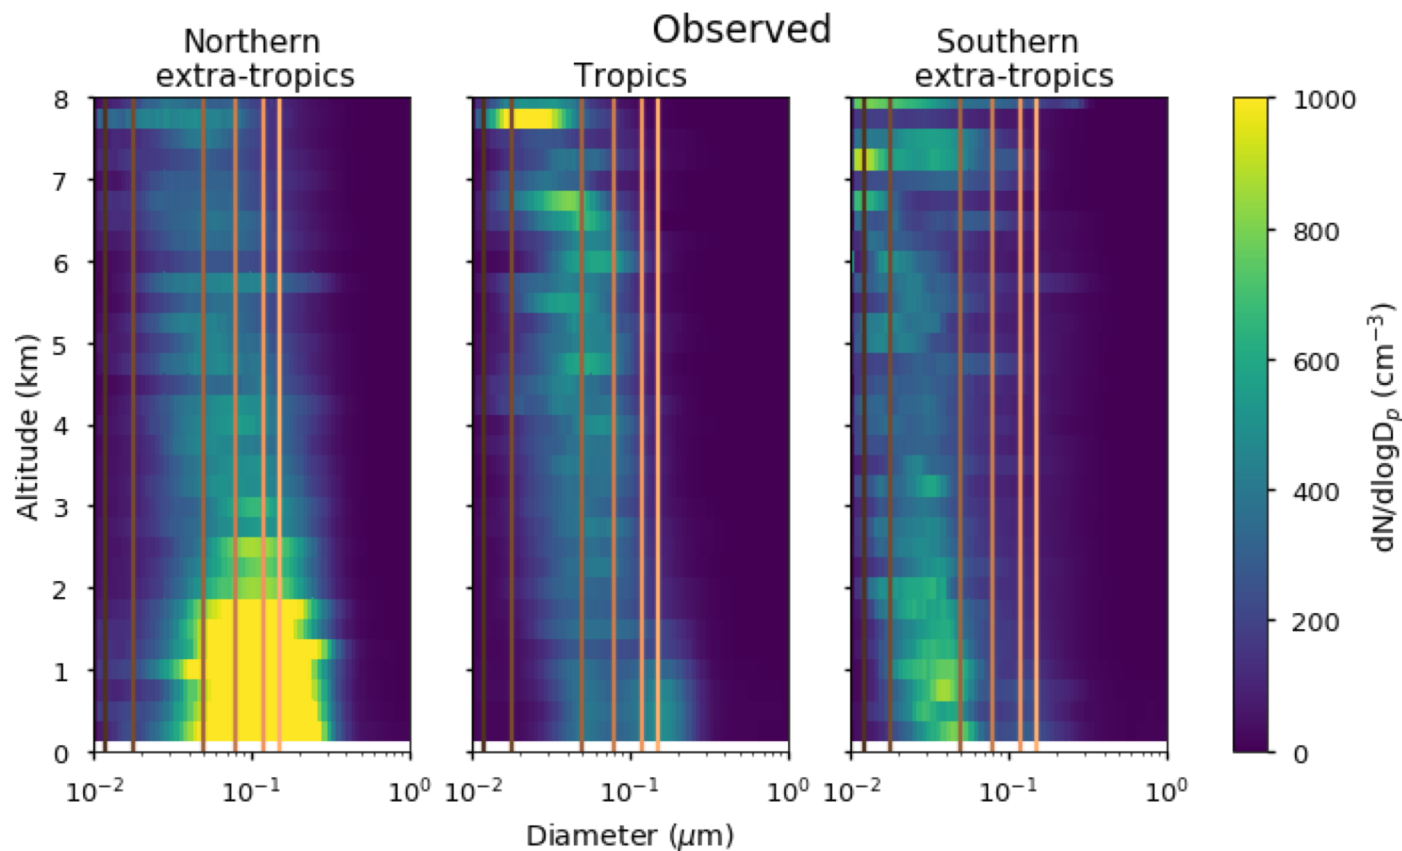 Observed
Northern
extra-tropics
Tropics
Southern
extra-tropics
8
7
6
5
4
3
2
1
0
Altitude (km)
10⁻² 10⁻¹ 10⁰
10⁻² 10⁻¹ 10⁰
10⁻² 10⁻¹ 10⁰
Diameter (μm)
1000
800
600
400
200
0
dN/dlogDₚ (cm⁻³)